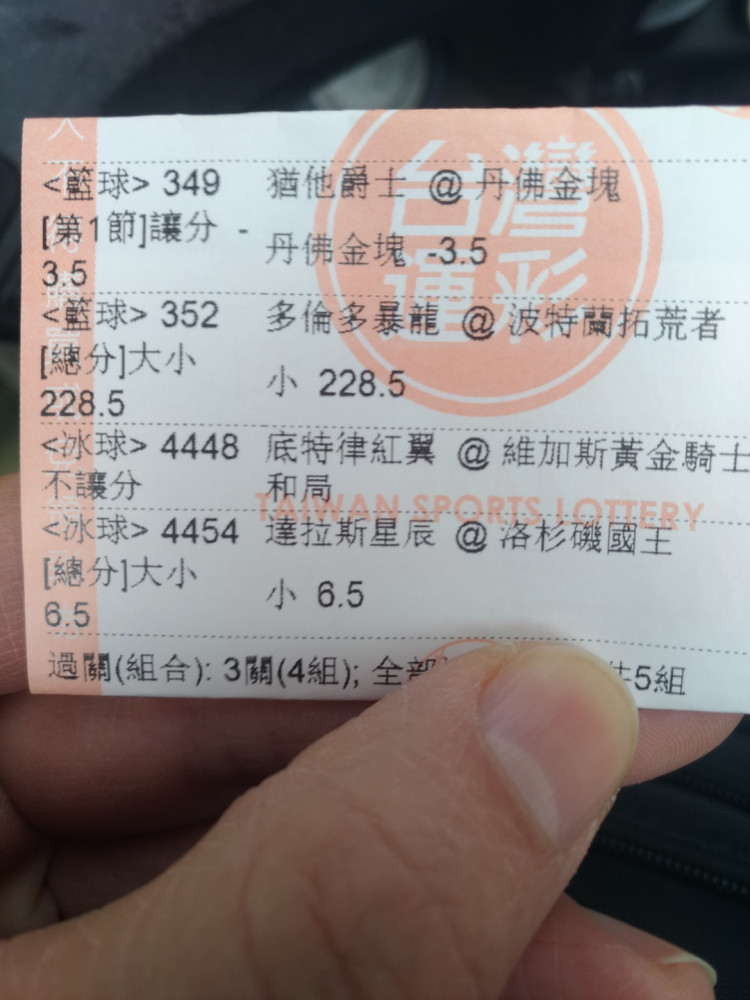 <籃球> 349 猶他爵士 @ 丹佛金塊
[第1節]讓分 -
丹佛金塊 -3.5
3.5
<籃球> 352 多倫多暴龍 @ 波特蘭拓荒者
[總分]大小
小 228.5
228.5
<冰球> 4448 底特律紅翼 @ 維加斯黃金騎士
不讓分 和局
<冰球> 4454 達拉斯星辰 @ 洛杉磯國王
[總分]大小
小 6.5
6.5
過關(組合): 3關(4組); 全部 共5組
台灣
運彩
TAIWAN SPORTS LOTTERY